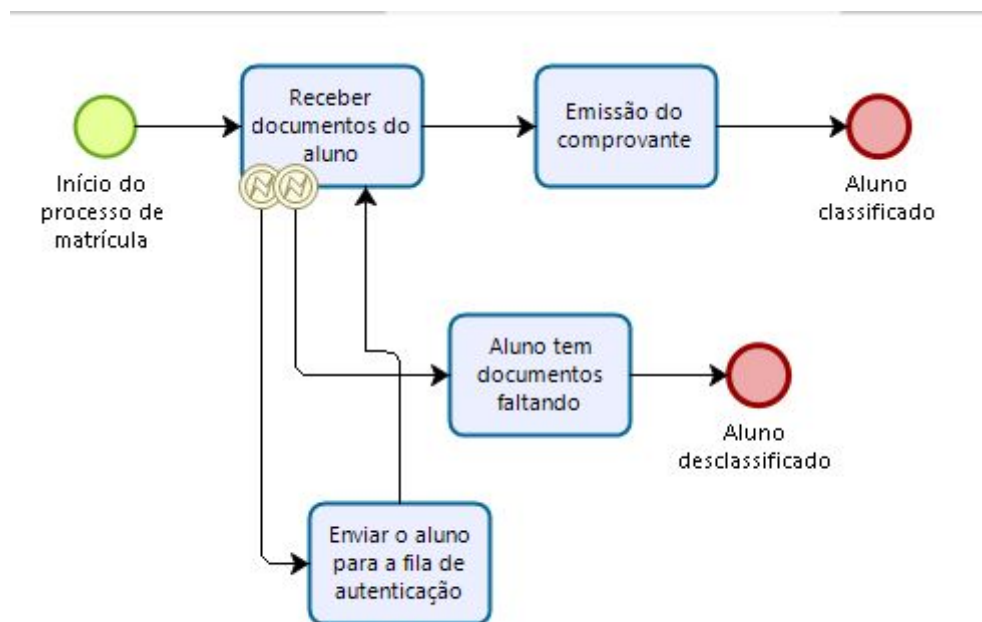 Receber
documentos do
aluno
Emissão do
comprovante
Início do
processo de
matrícula
Aluno
classificado
Aluno tem
documentos
faltando
Aluno
desclassificado
Enviar o aluno
para a fila de
autenticação